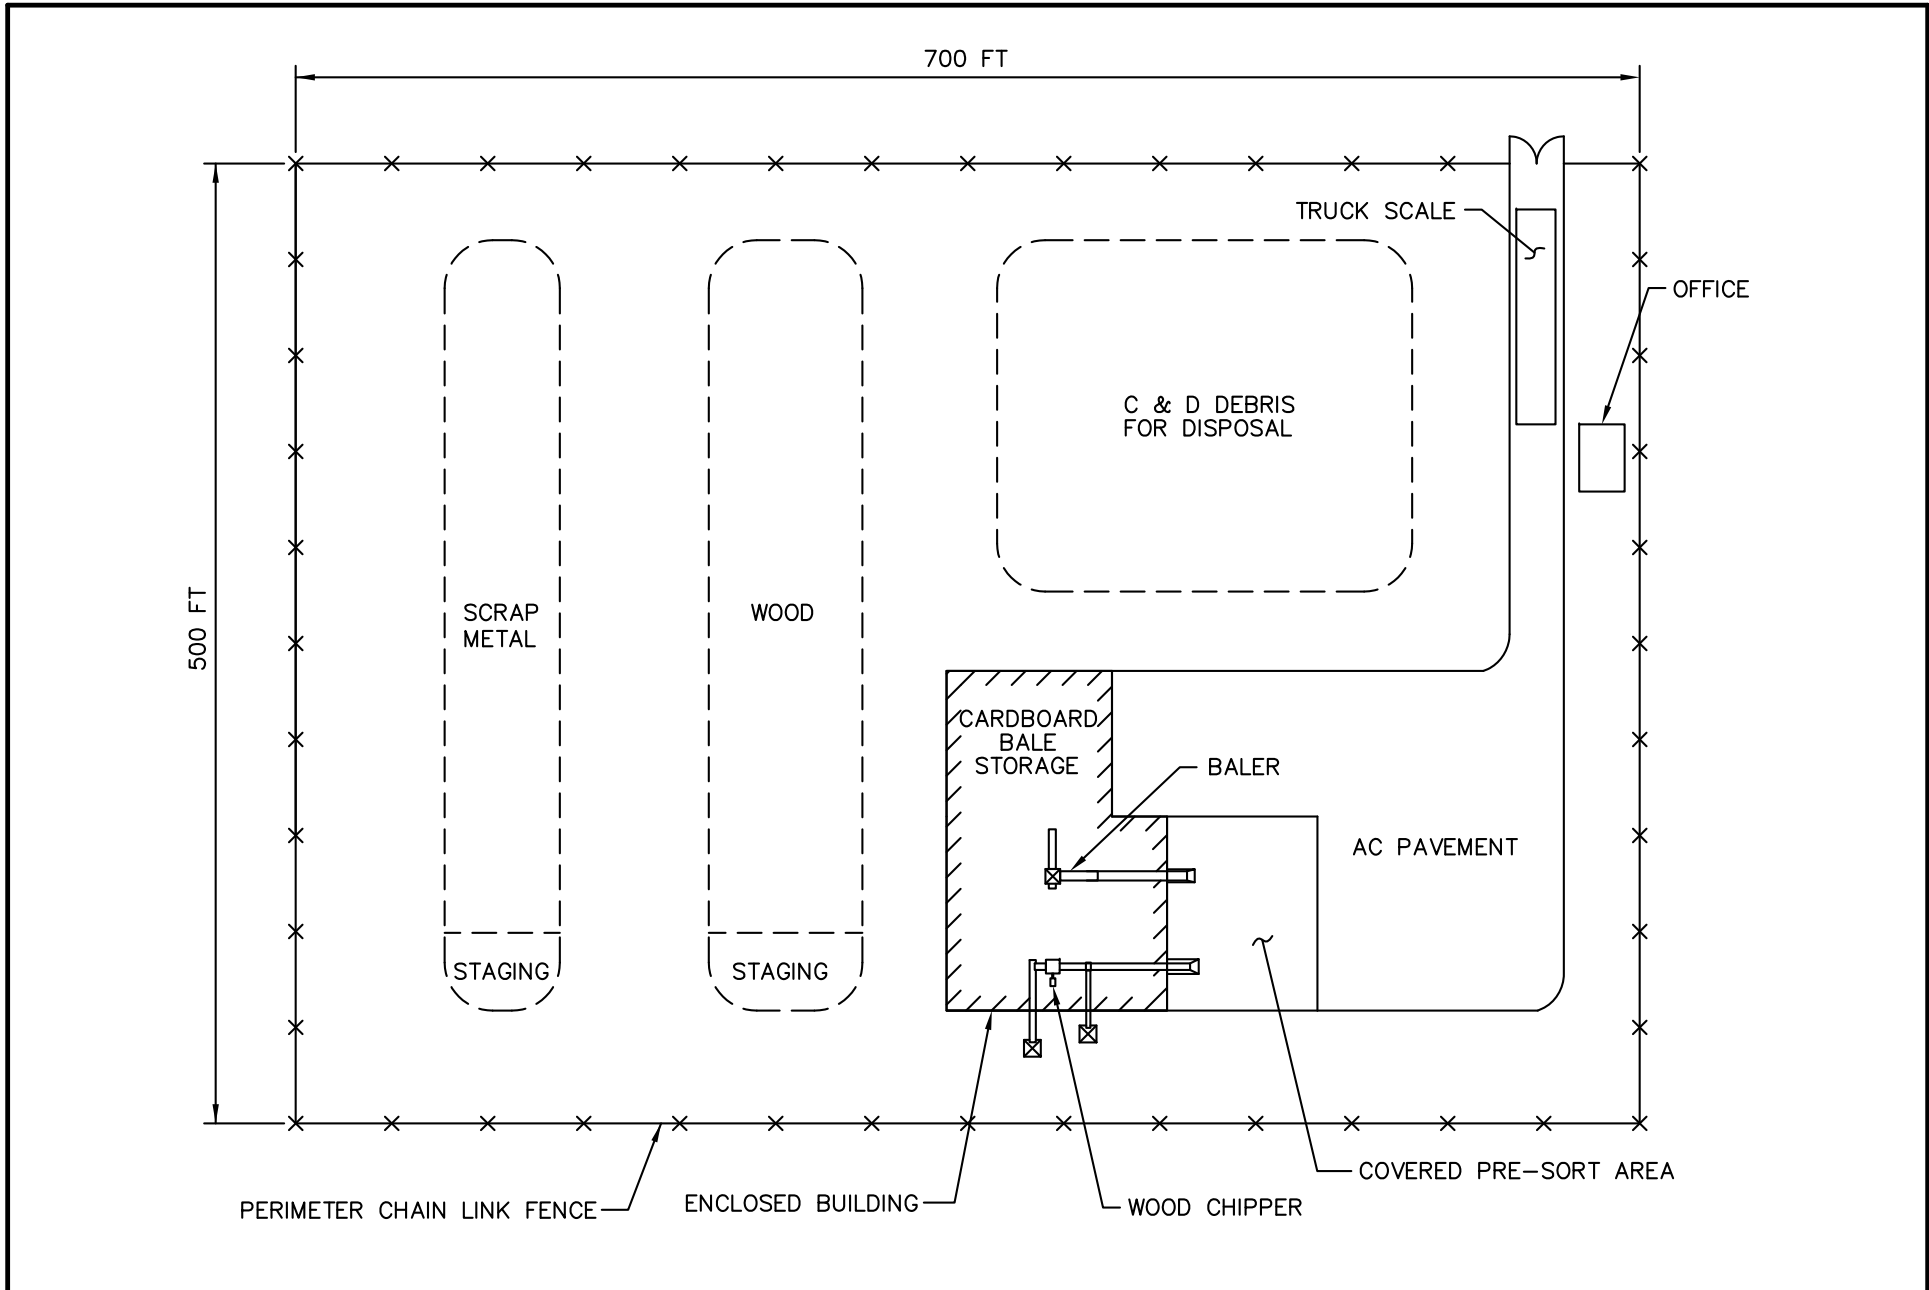 700 FT
TRUCK SCALE
OFFICE
C & D DEBRIS
FOR DISPOSAL
500 FT
SCRAP
METAL
WOOD
CARDBOARD
BALE
STORAGE
BALER
AC PAVEMENT
STAGING
STAGING
COVERED PRE-SORT AREA
PERIMETER CHAIN LINK FENCE
ENCLOSED BUILDING
WOOD CHIPPER